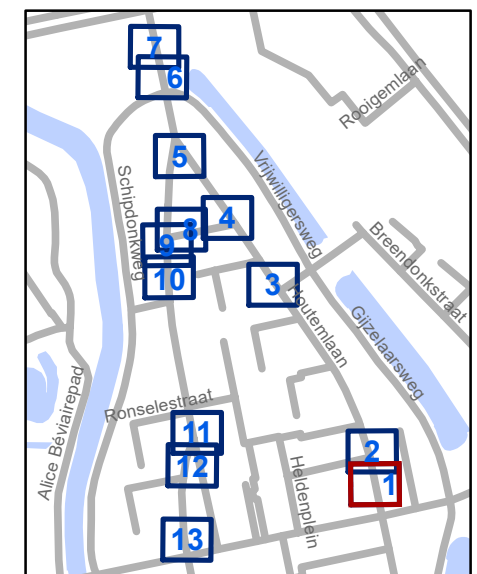 7
6
Rooigemlaan
5
Vrijwilligersweg
Schipdonkweg
4
8
9
Breendonkstraat
10
3
Houtemlaan
Gijzelaarsweg
Alice Béviairepad
Ronselestraat
11
2
12
Heldenplein
1
13